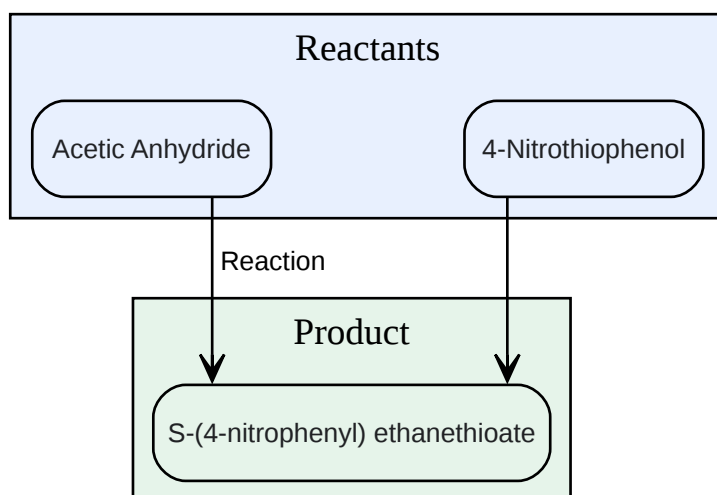 Reactants
Acetic Anhydride
4-Nitrothiophenol
Reaction
Product
S-(4-nitrophenyl) ethanethioate